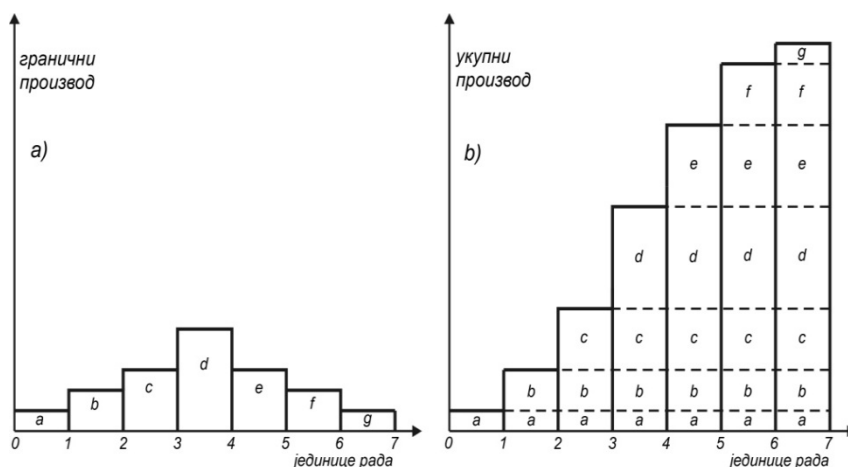 гранични
производ
a)
a
b
c
d
e
f
g
0 1 2 3 4 5 6 7
јединице рада
укупни
производ
b)
g
f f
e e e
d d d d
c c c c c
b b b b b b
a a a a a a a
0 1 2 3 4 5 6 7
јединице рада